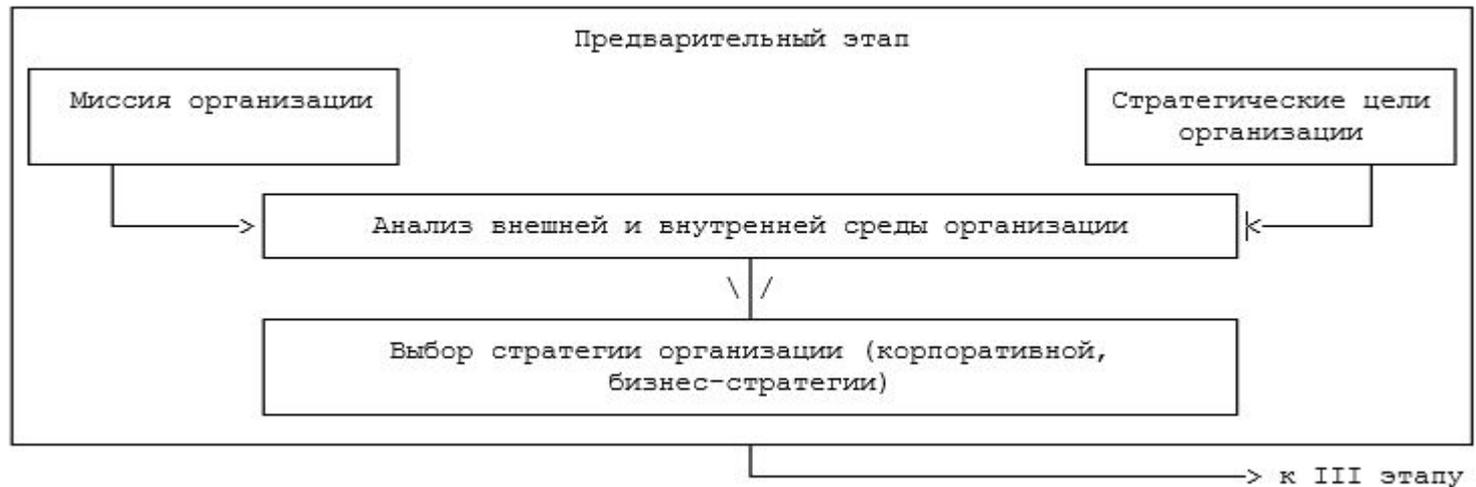 Предварительный этап
Миссия организации
Стратегические цели
организации
Анализ внешней и внутренней среды организации
Выбор стратегии организации (корпоративной,
бизнес-стратегии)
к III этапу